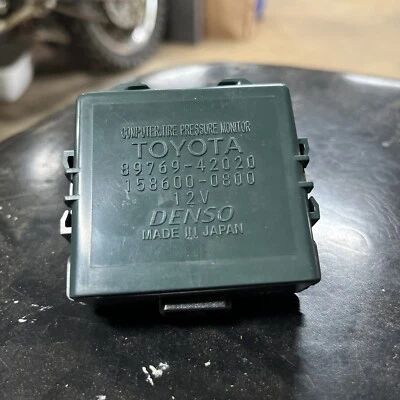 COMPUTER.TIRE PRESSURE MONITOR
TOYOTA
89769-42020
158600-0800
12V
DENSO
MADE IN JAPAN